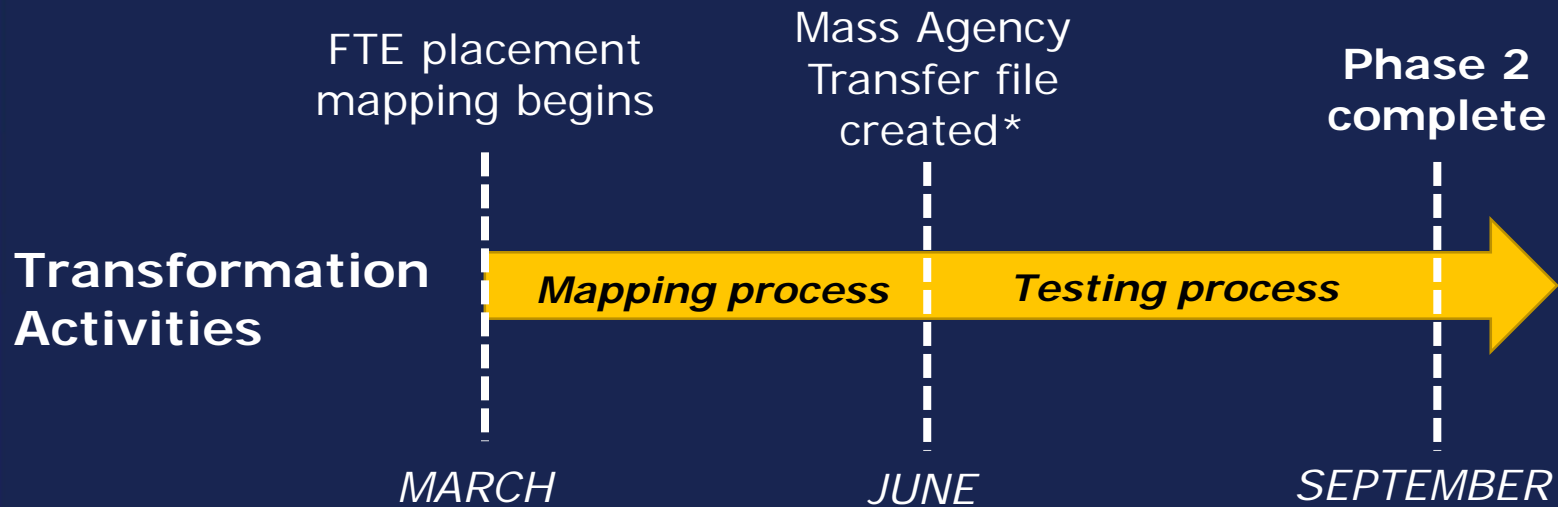 FTE placement
mapping begins
Mass Agency
Transfer file
created*
Phase 2
complete
Transformation
Activities
Mapping process
Testing process
MARCH
JUNE
SEPTEMBER